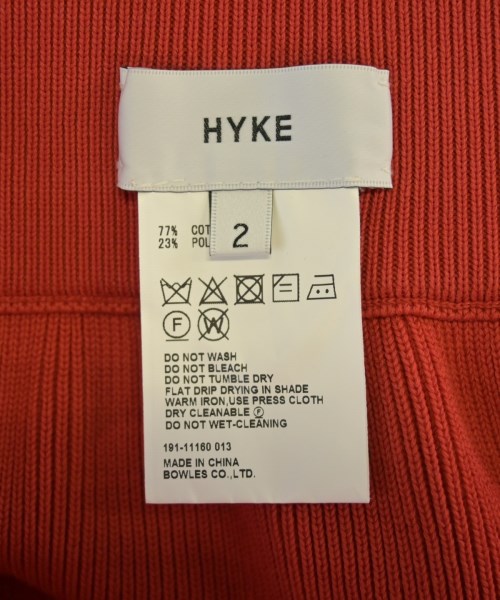 HYKE
2
77% COT
23% POL
F
W
DO NOT WASH
DO NOT BLEACH
DO NOT TUMBLE DRY
FLAT DRIP DRYING IN SHADE
WARM IRON,USE PRESS CLOTH
DRY CLEANABLE Ⓕ
DO NOT WET-CLEANING
191-11160 013
MADE IN CHINA
BOWLES CO.,LTD.